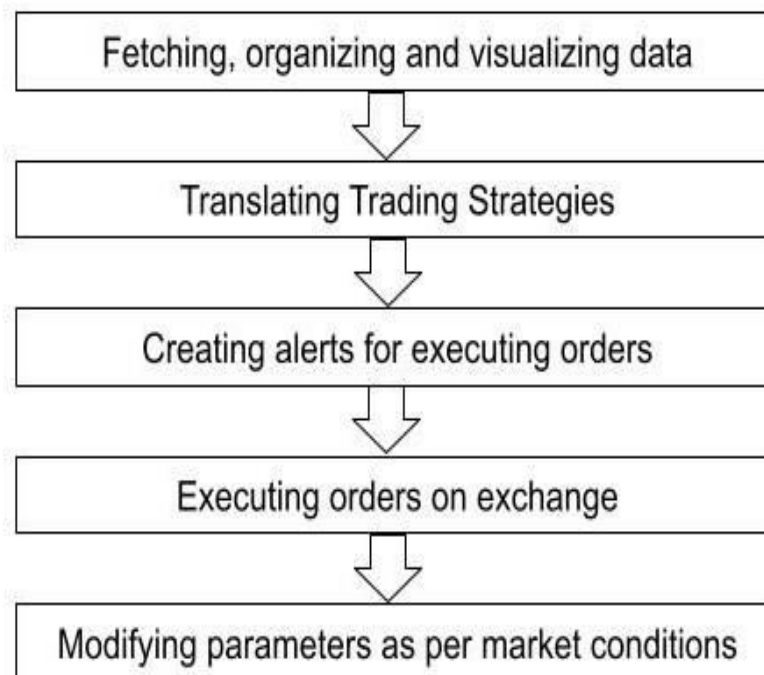 Fetching, organizing and visualizing data
Translating Trading Strategies
Creating alerts for executing orders
Executing orders on exchange
Modifying parameters as per market conditions